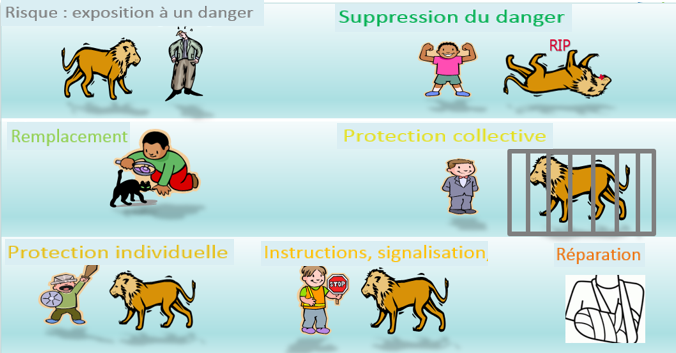 Risque : exposition à un danger
Suppression du danger
RIP
Remplacement
Protection collective
Protection individuelle
Instructions, signalisation,
STOP
Réparation